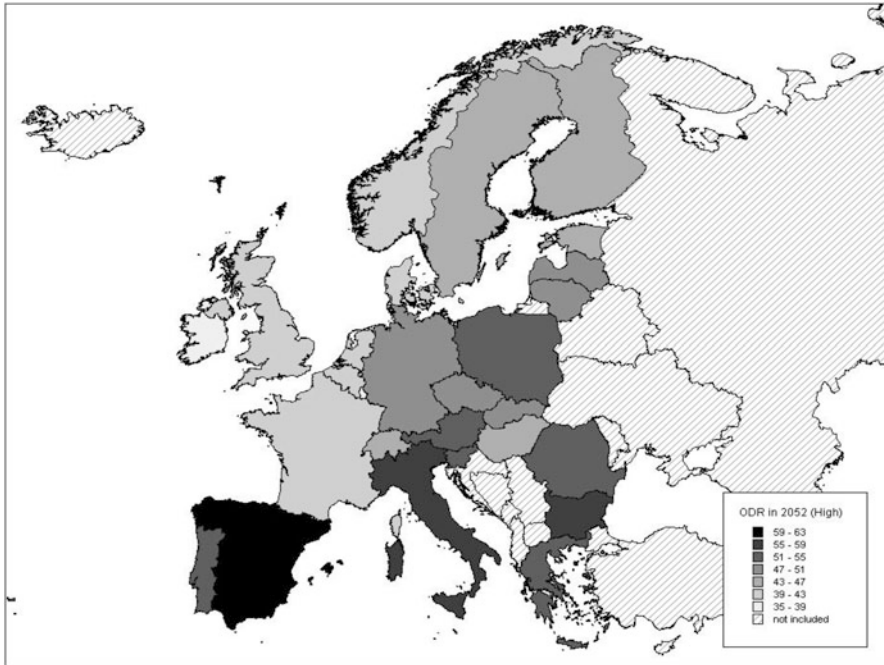 ODR in 2052 (High)
59 - 63
55 - 59
51 - 55
47 - 51
43 - 47
39 - 43
35 - 39
not included